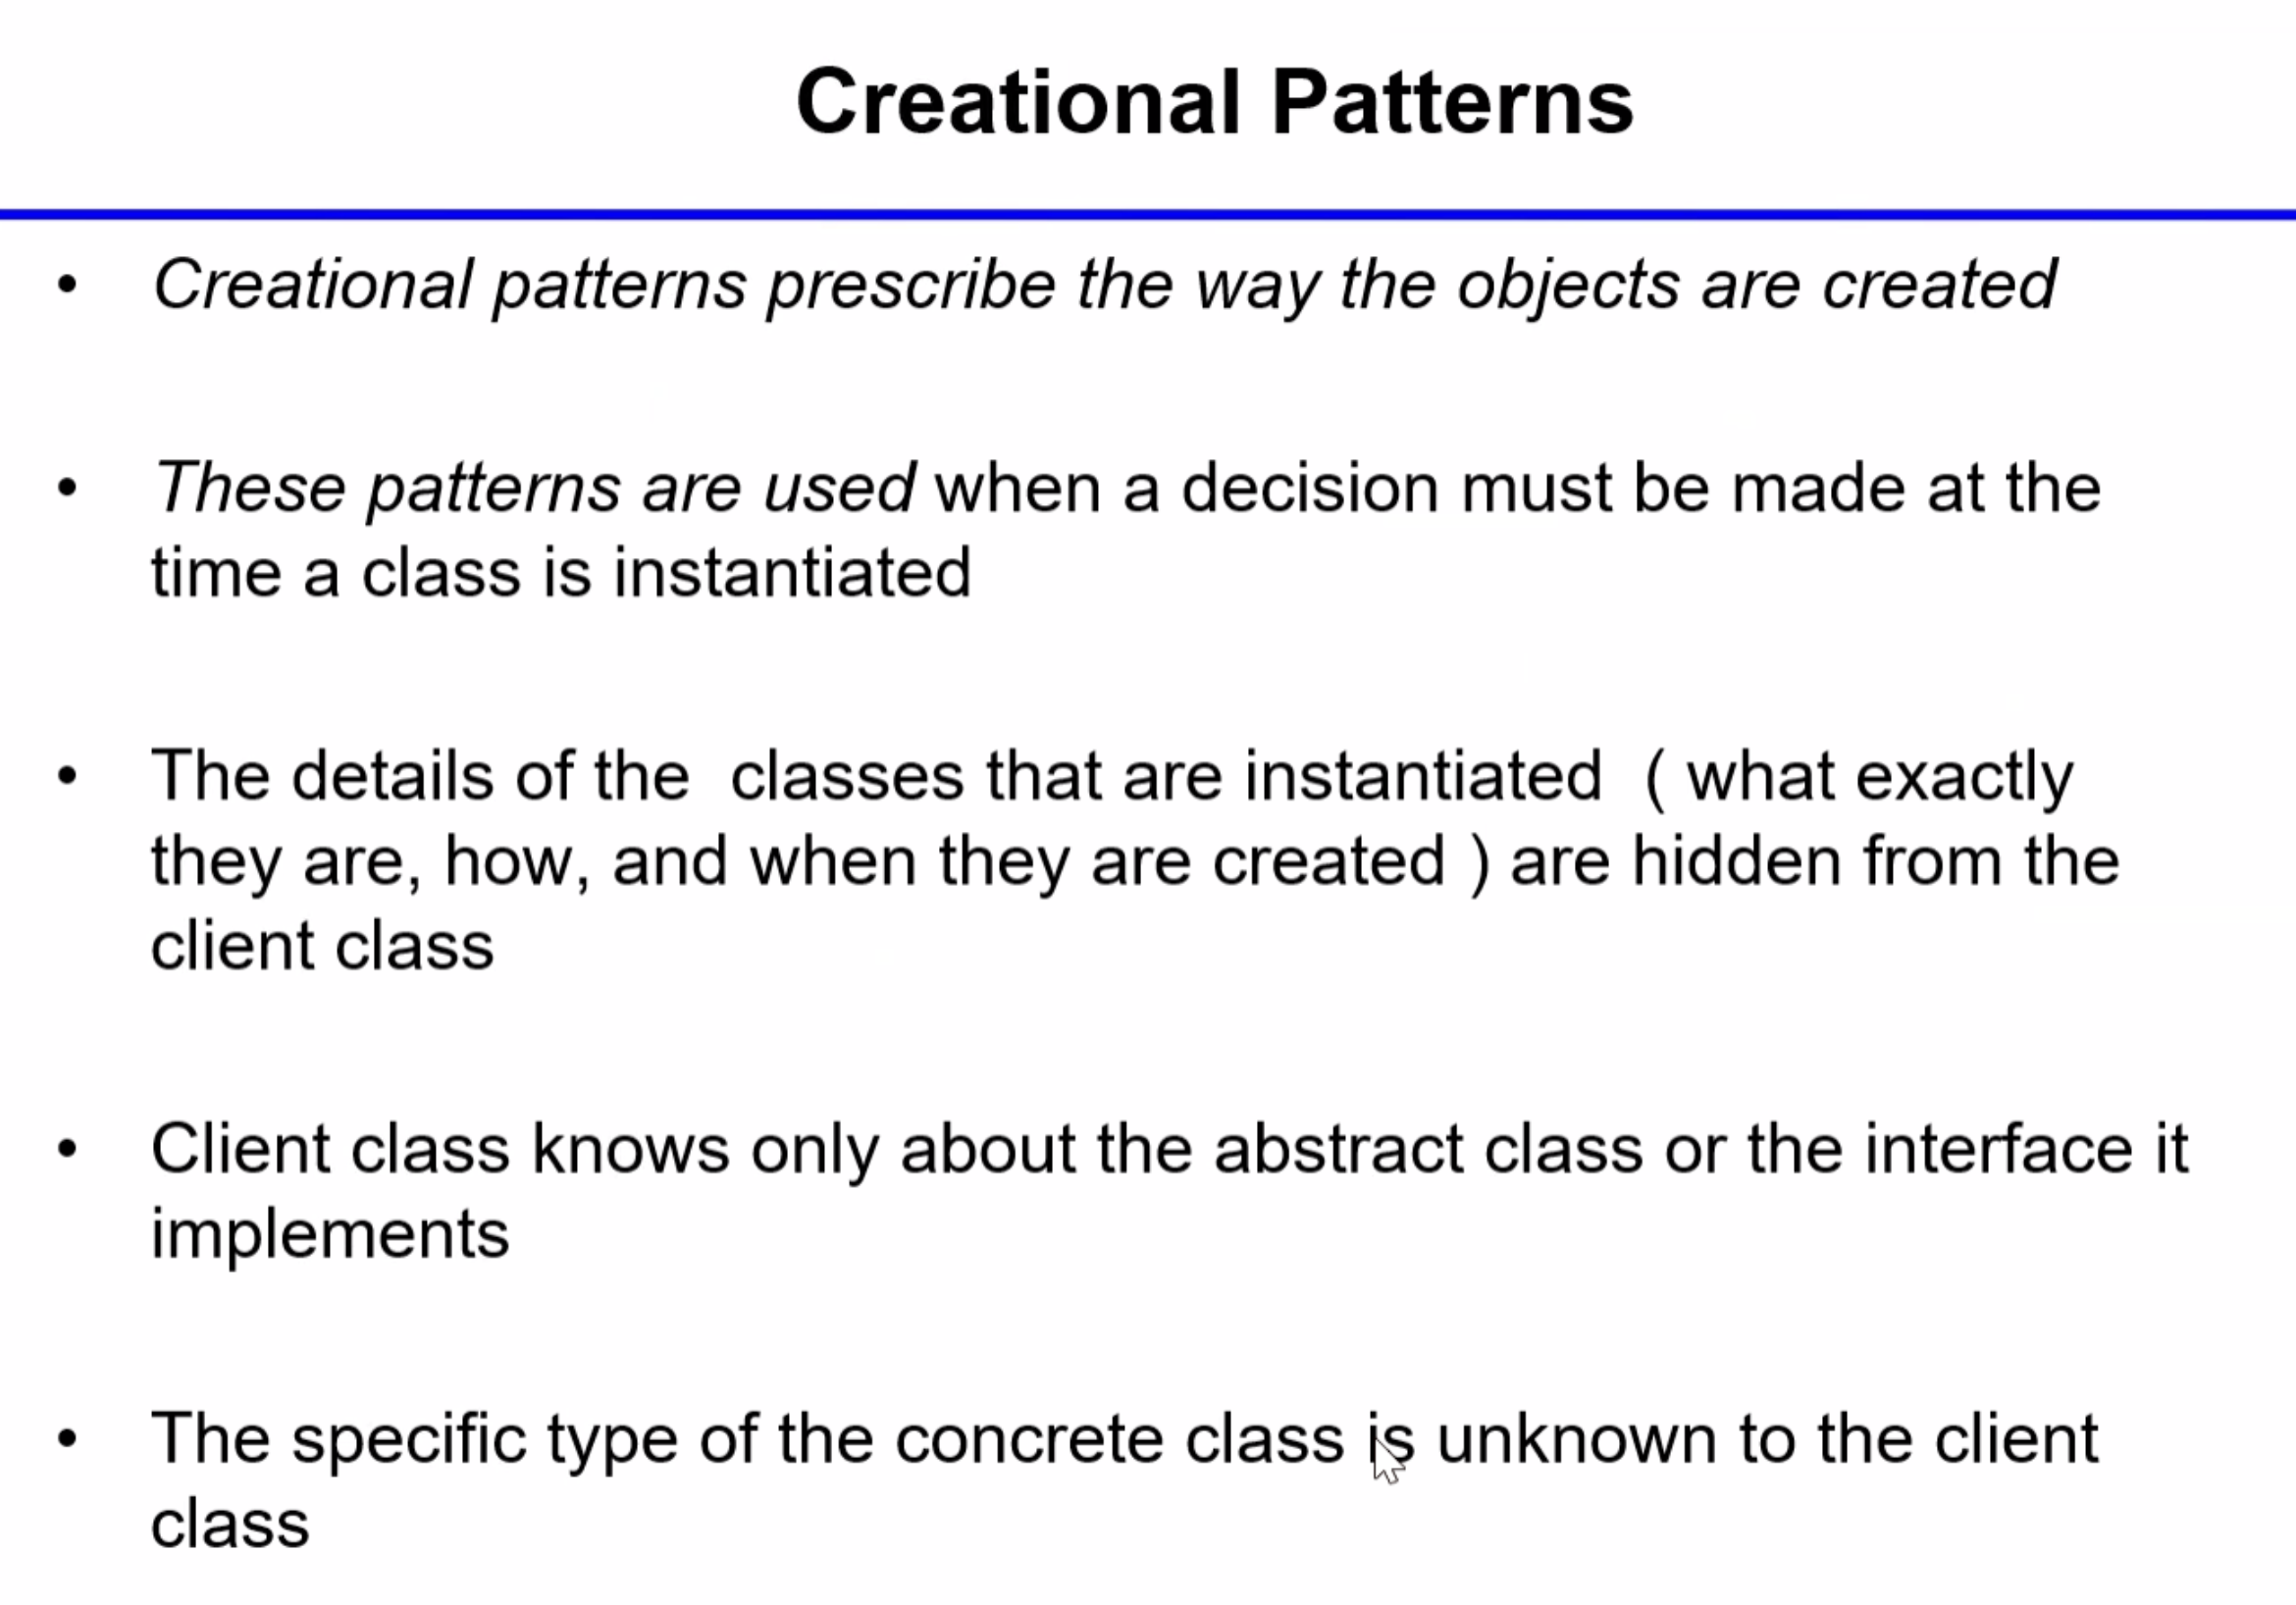 Creational Patterns
• Creational patterns prescribe the way the objects are created
• These patterns are used when a decision must be made at the
time a class is instantiated
• The details of the  classes that are instantiated  ( what exactly
they are, how, and when they are created ) are hidden from the
client class
• Client class knows only about the abstract class or the interface it
implements
• The specific type of the concrete class is unknown to the client
class